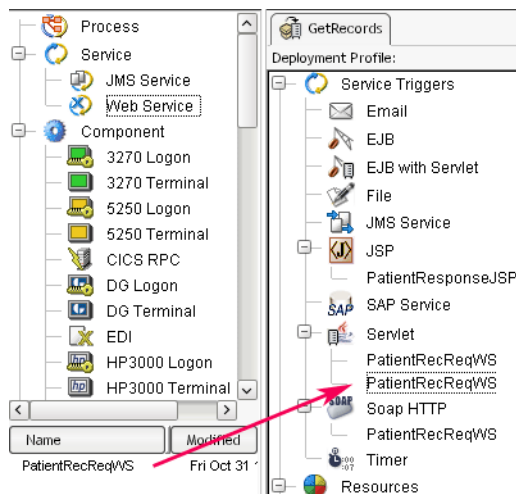 Process
Service
JMS Service
Web Service
Component
3270 Logon
3270 Terminal
5250 Logon
5250 Terminal
CICS RPC
DG Logon
DG Terminal
EDI
HP3000 Logon
HP3000 Terminal
Name Modified
PatientRecReqWS Fri Oct 31
GetRecords
Deployment Profile:
Service Triggers
Email
EJB
EJB with Servlet
File
JMS Service
JSP
PatientResponseJSP
SAP Service
Servlet
PatientRecReqWS
PatientRecReqWS
Soap HTTP
PatientRecReqWS
Timer
Resources